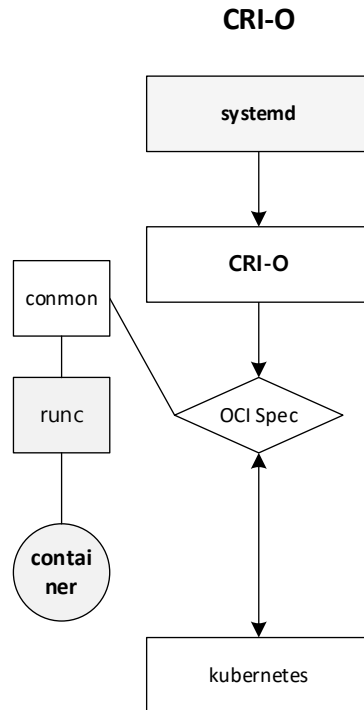 CRI-O
systemd
CRI-O
conmon
runc
OCI Spec
contai
ner
kubernetes